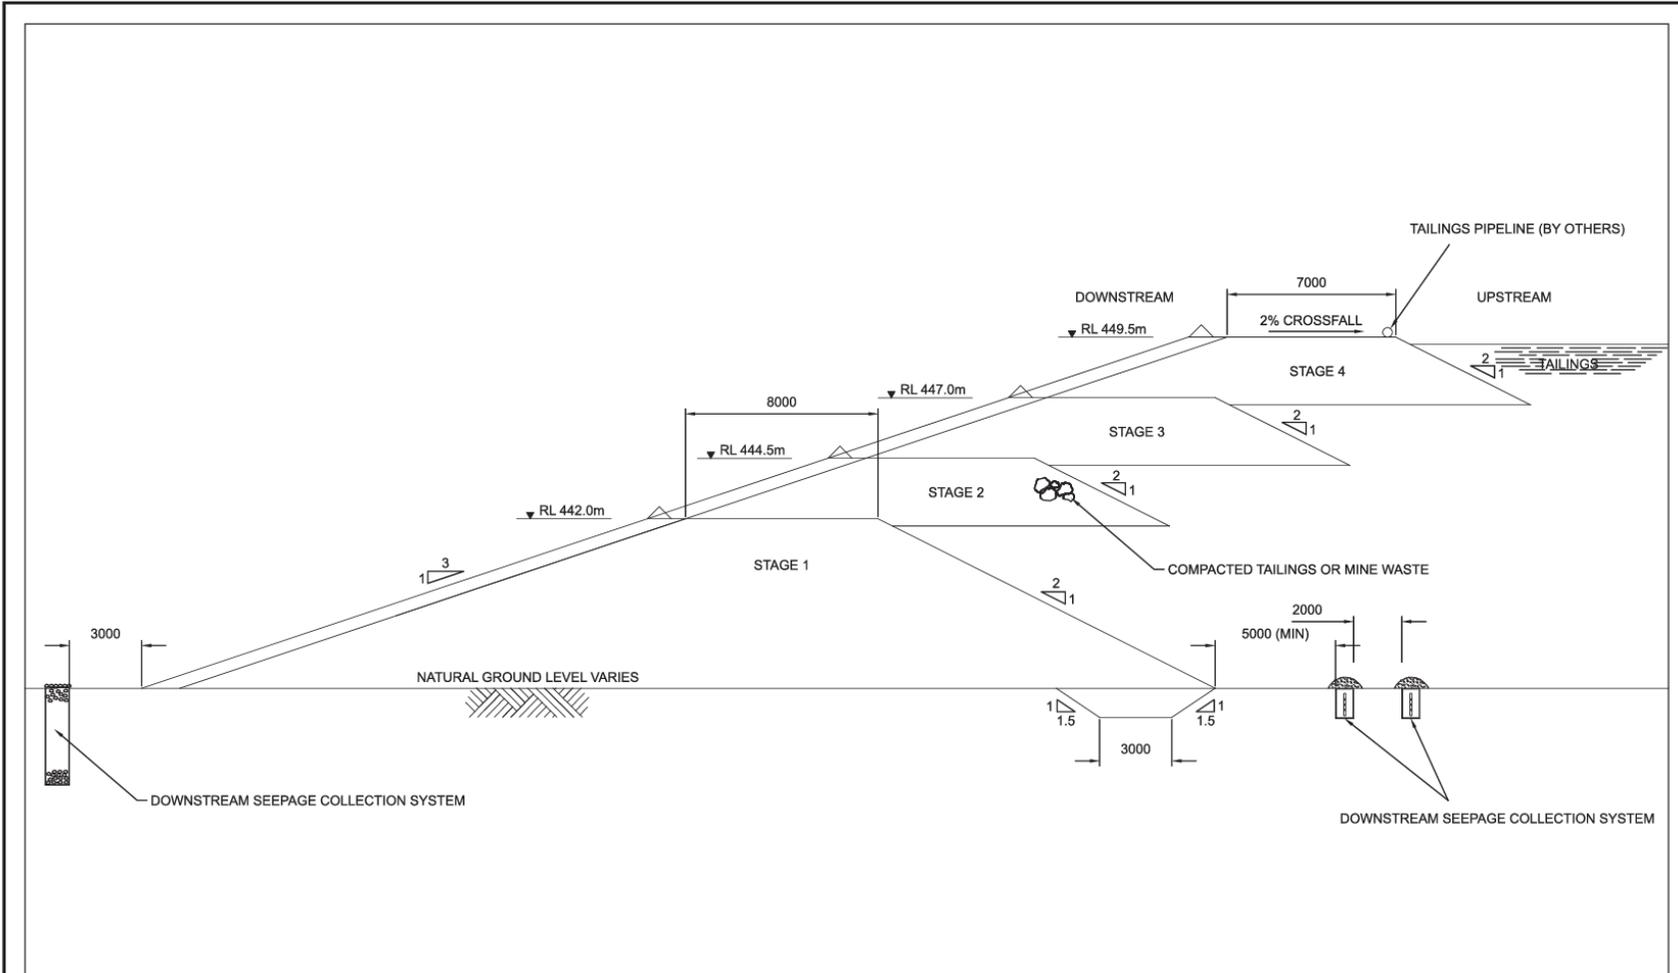 TAILINGS PIPELINE (BY OTHERS)
7000
DOWNSTREAM
UPSTREAM
2% CROSSFALL
RL 449.5m
TAILINGS
2
1
STAGE 4
RL 447.0m
8000
2
1
STAGE 3
RL 444.5m
2
1
STAGE 2
RL 442.0m
STAGE 1
COMPACTED TAILINGS OR MINE WASTE
3
1
2
1
2000
3000
5000 (MIN)
NATURAL GROUND LEVEL VARIES
1
1.5
1
1.5
3000
DOWNSTREAM SEEPAGE COLLECTION SYSTEM
DOWNSTREAM SEEPAGE COLLECTION SYSTEM